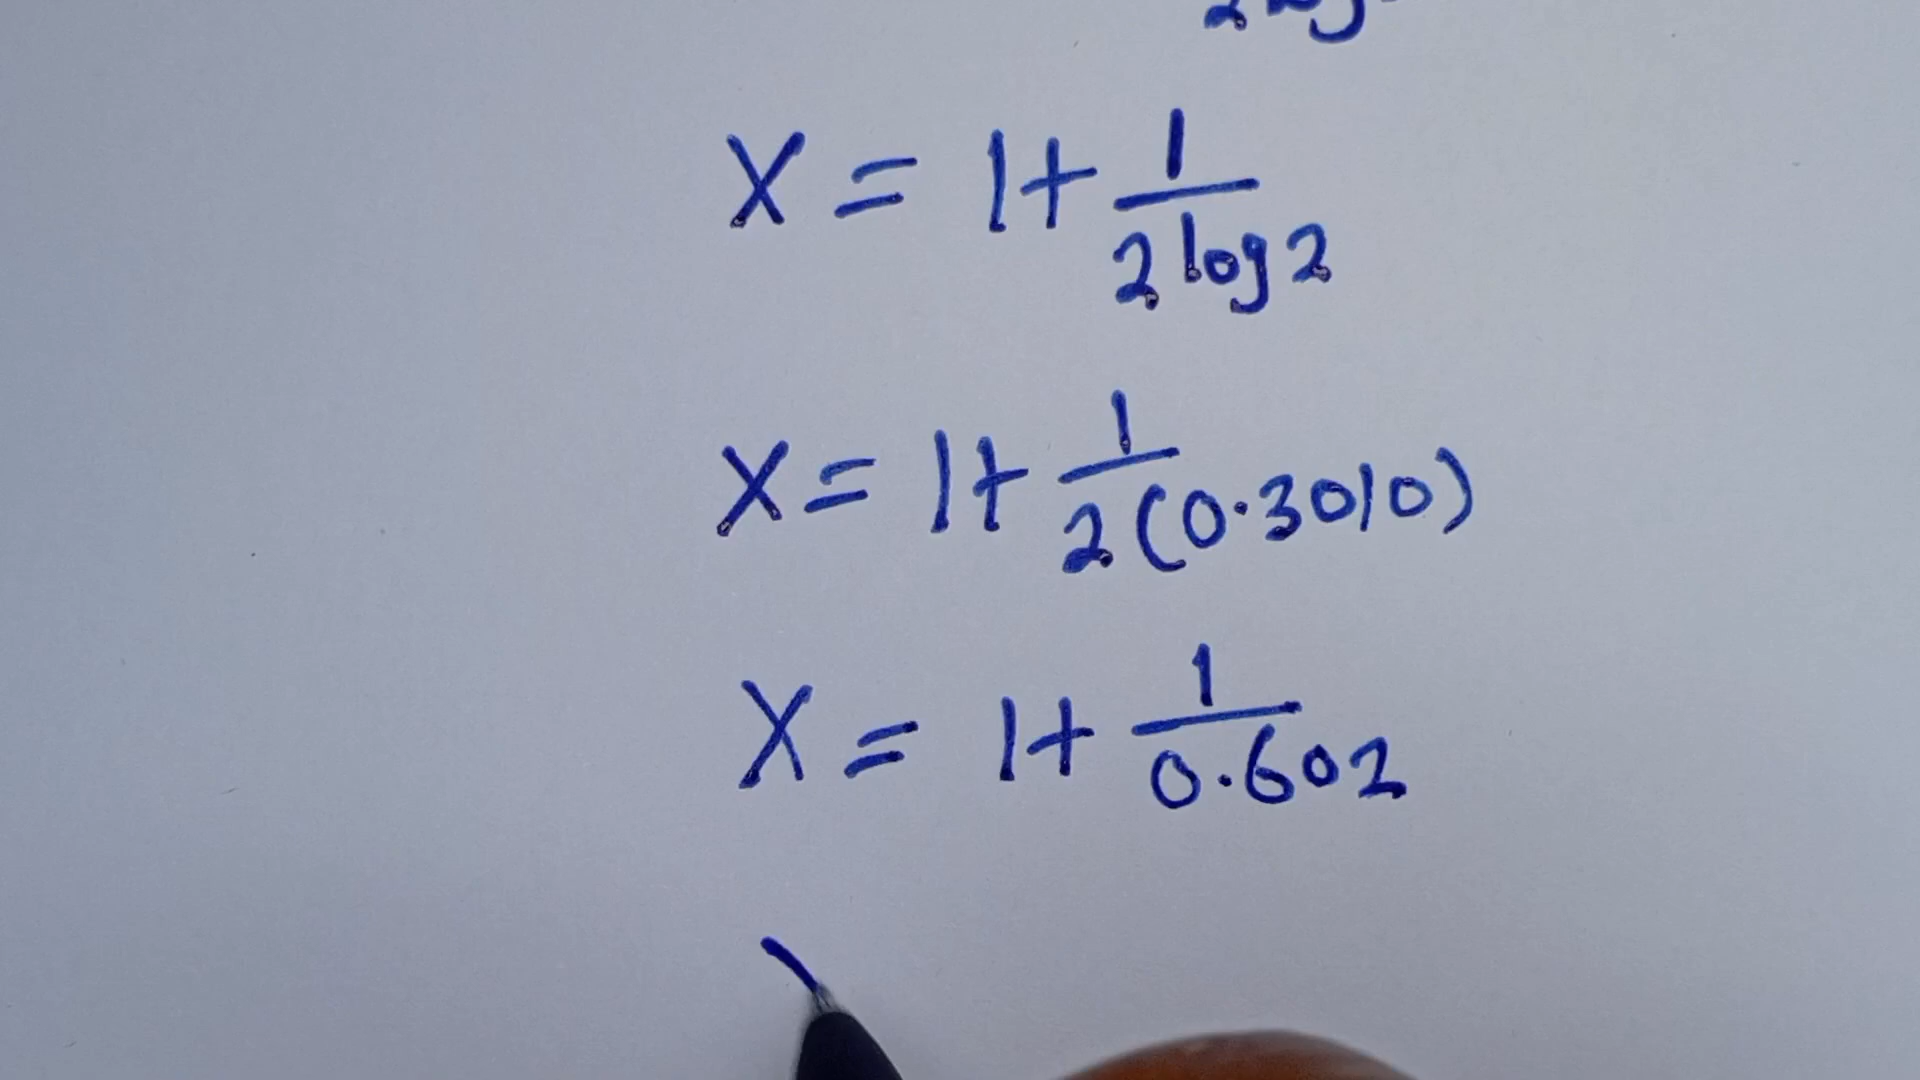 X = 1 + 1/(2 log 2)
X = 1 + 1/(2(0.3010))
X = 1 + 1/0.602